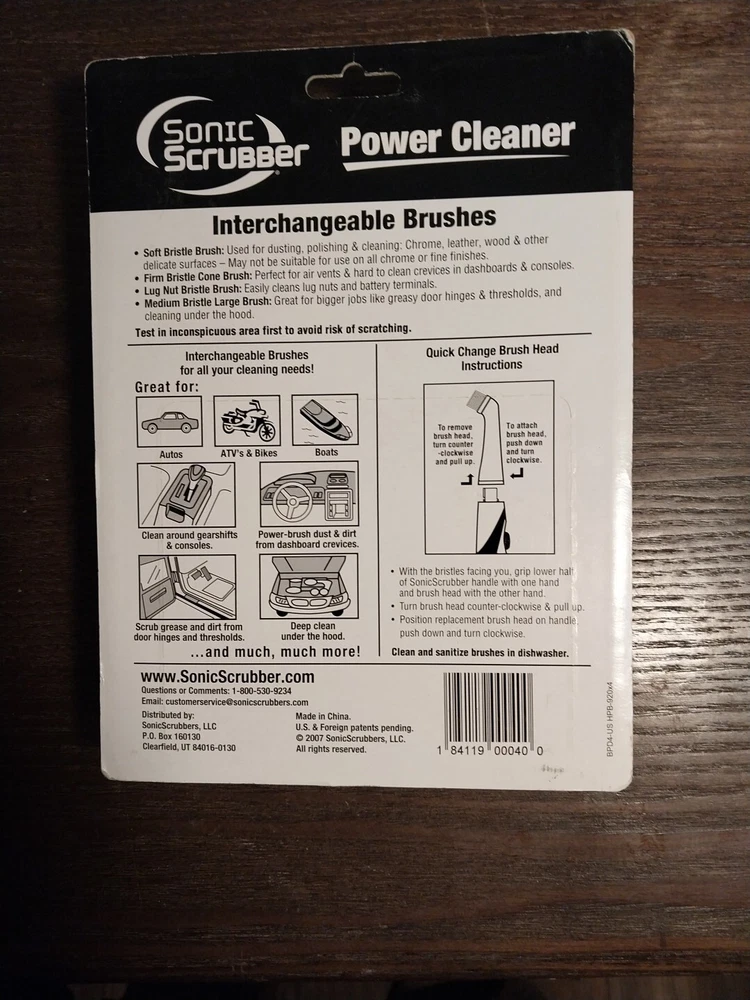 Sonic
Scrubber®
Power Cleaner
Interchangeable Brushes
• Soft Bristle Brush: Used for dusting, polishing & cleaning: Chrome, leather, wood & other
delicate surfaces – May not be suitable for use on all chrome or fine finishes.
• Firm Bristle Cone Brush: Perfect for air vents & hard to clean crevices in dashboards & consoles.
• Lug Nut Bristle Brush: Easily cleans lug nuts and battery terminals.
• Medium Bristle Large Brush: Great for bigger jobs like greasy door hinges & thresholds, and
cleaning under the hood.
Test in inconspicuous area first to avoid risk of scratching.
Interchangeable Brushes
for all your cleaning needs!
Great for:
Autos
ATV's & Bikes
Boats
Clean around gearshifts
& consoles.
Power-brush dust & dirt
from dashboard crevices.
Scrub grease and dirt from
door hinges and thresholds.
Deep clean
under the hood.
...and much, much more!
Quick Change Brush Head
Instructions
To remove
brush head,
turn counter
-clockwise
and pull up.
To attach
brush head,
push down
and turn
clockwise.
• With the bristles facing you, grip lower half
of SonicScrubber handle with one hand
and brush head with the other hand.
• Turn brush head counter-clockwise & pull up.
• Position replacement brush head on handle,
push down and turn clockwise.
Clean and sanitize brushes in dishwasher.
www.SonicScrubber.com
Questions or Comments: 1-800-530-9234
Email: customerservice@sonicscrubbers.com
Distributed by:
SonicScrubbers, LLC
P.O. Box 160130
Clearfield, UT 84016-0130
Made in China.
U.S. & Foreign patents pending.
© 2007 SonicScrubbers, LLC.
All rights reserved.
1 84119 00040 0
BPD4-US HPB-920x4